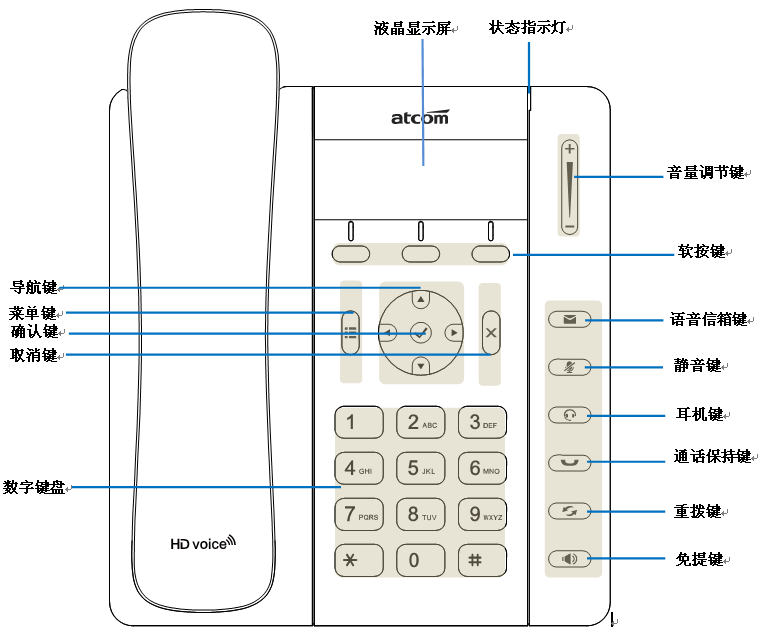 液晶显示屏
状态指示灯
atcom
音量调节键
软按键
导航键
菜单键
确认键
取消键
语音信箱键
静音键
耳机键
通话保持键
重拨键
免提键
数字键盘
1 2 ABC 3 DEF
4 GHI 5 JKL 6 MNO
7 PQRS 8 TUV 9 WXYZ
* 0 #
HD voice